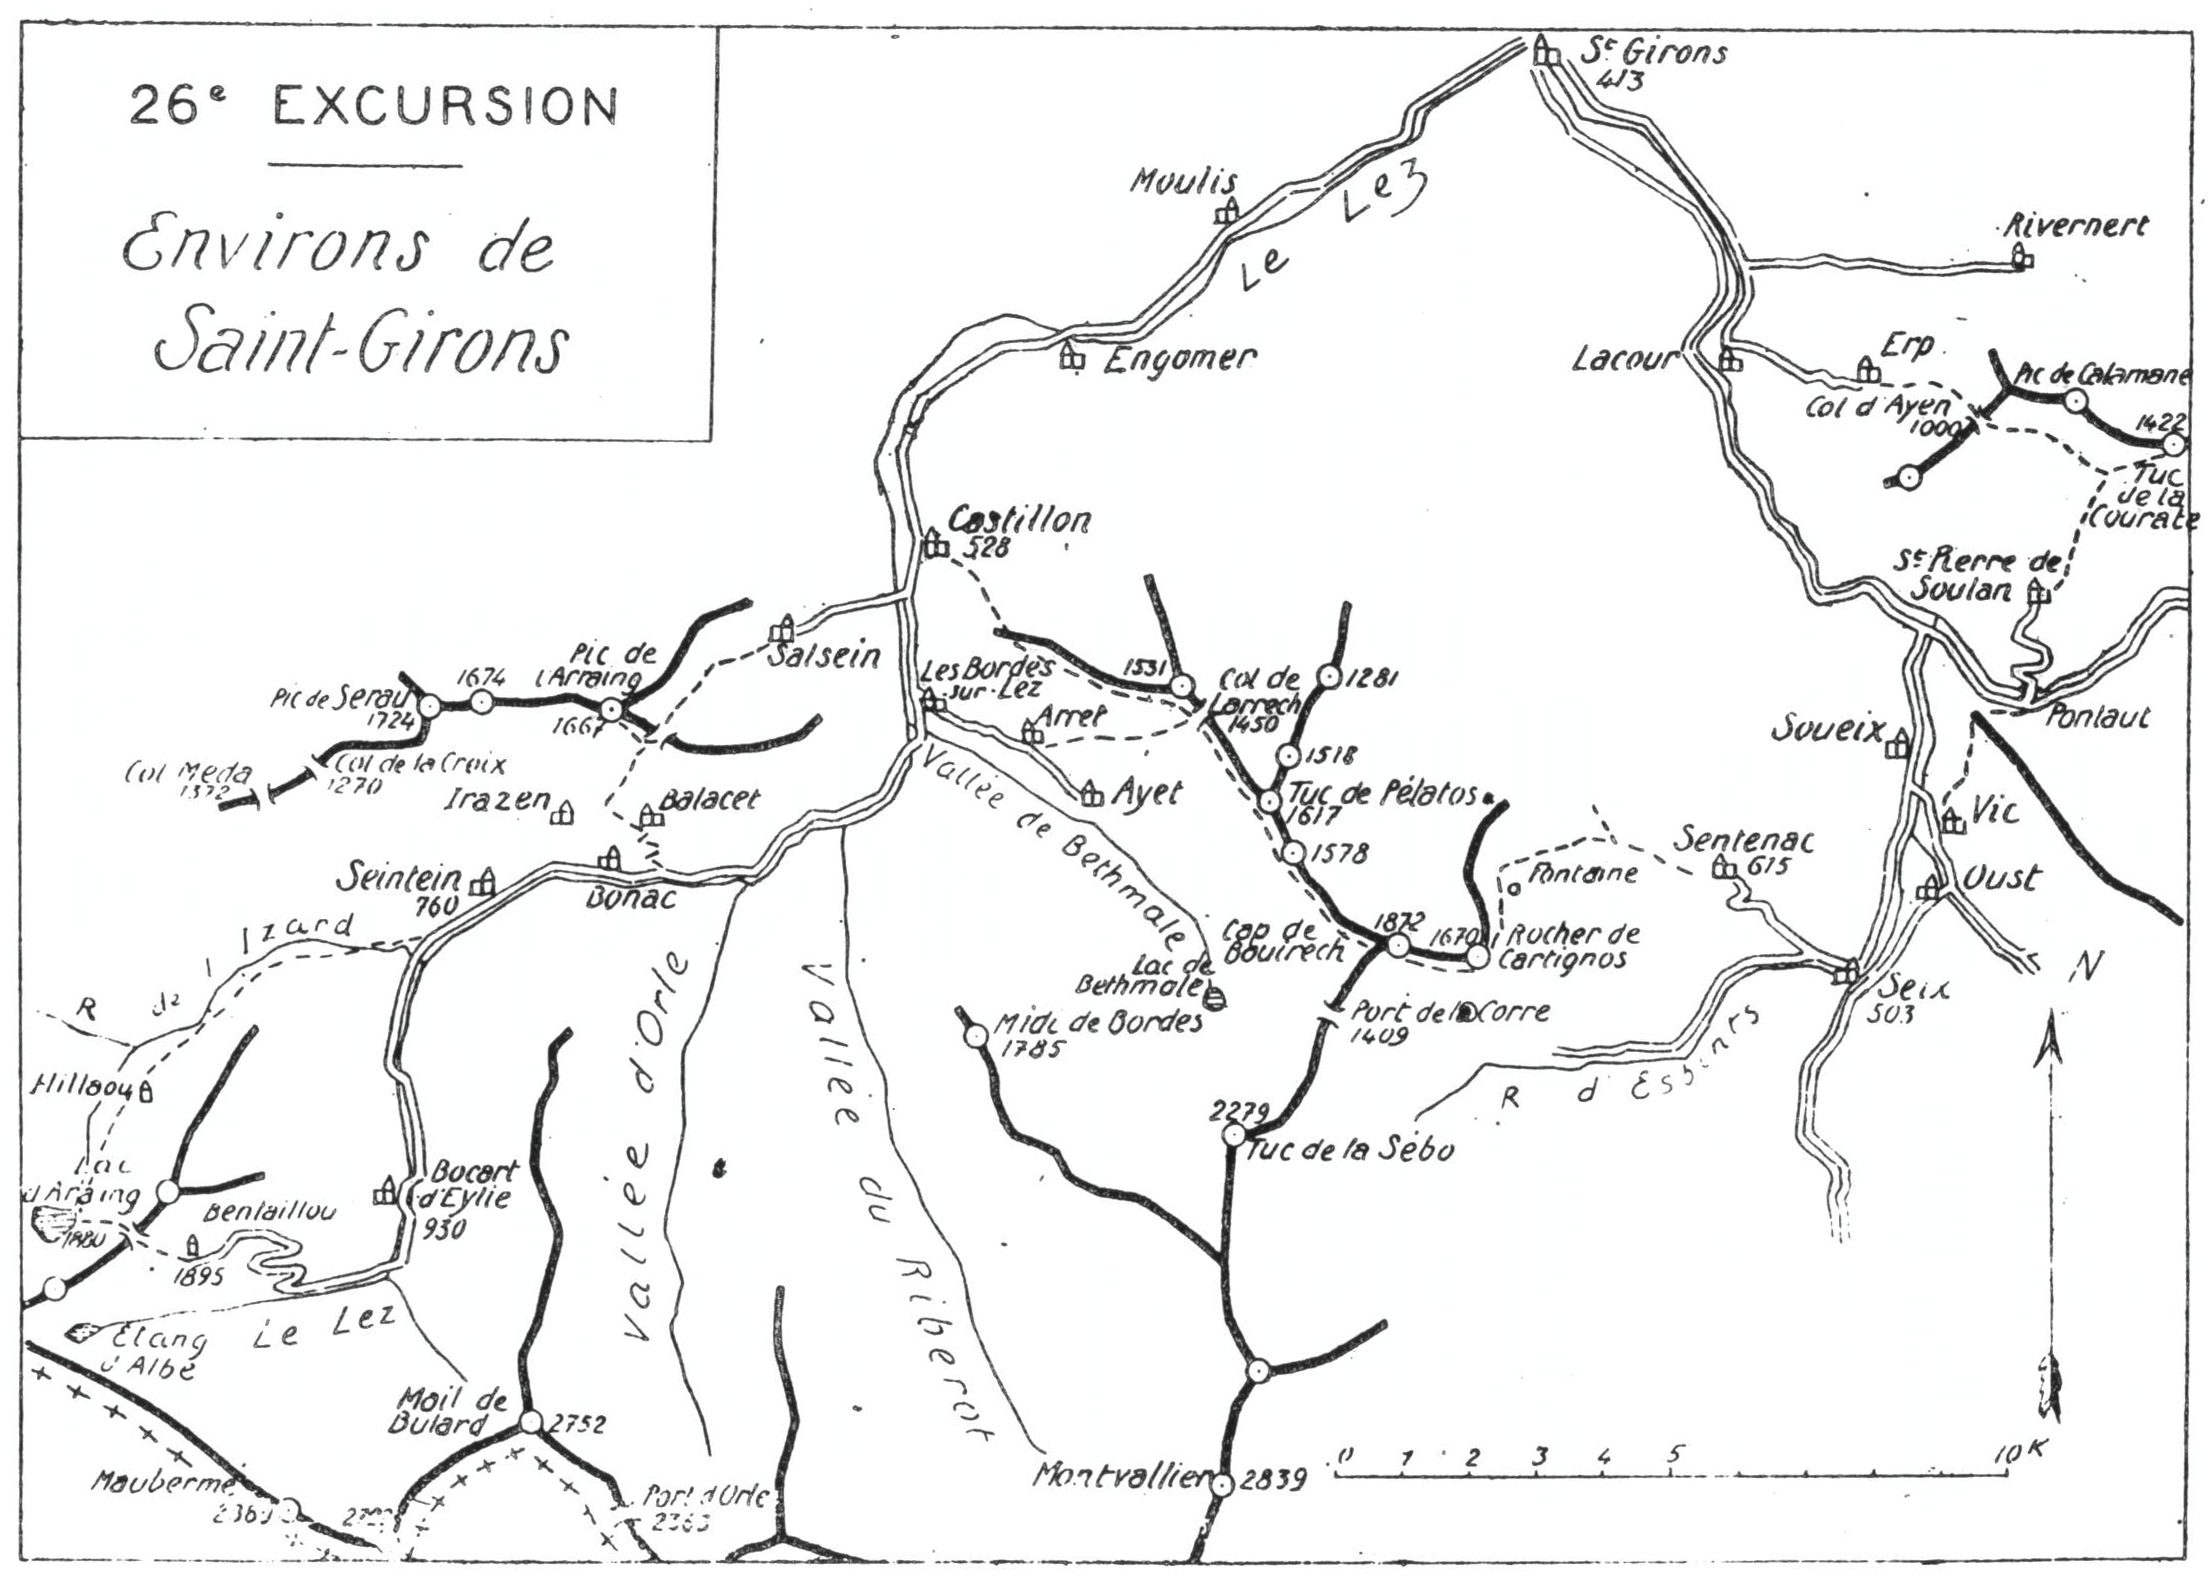 26e EXCURSION
Environs de
Saint-Girons
St Girons
413
Moulis
Le Lez
Rivernert
Engomer
Lacour
Erp
Pic de Calamane
Col d'Ayen
1000
1422
Tuc
de la
Courate
Castillon
528
St Pierre de
Soulan
Salsein
Pic de
l'Arraing
1667
1674
Pic de Serau
1724
Les Bordes
sur-Lez
1531
Col de
Larrech
1450
1281
Arret
Soueix
Pontaut
Col Meda
1372
Col de la Croix
1270
Irazen
Balacet
Vallée de Bethmale
Ayet
1518
Tuc de Pélatos
1617
Vic
1578
Sentenac
615
Fontaine
Oust
Seintein
760
Bonac
Izard
R de
Cap de
Bouirech
1872
1670
Rocher de
Cartignos
Lac de
Bethmale
Seix
503
N
Midi de Bordes
1785
Port de la Corre
1409
Hillaou
R d'Esbints
2279
Tuc de la Sébo
Vallée d'Orle
Vallée du Riberot
Lac
d'Araing
1880
Bentaillou
1895
Bocart
d'Eylie
930
Etang
d'Albe
Le Lez
Mail de
Bulard
2752
Mauberme
Port d'Orle
2363
Montvallier
2839
0 1 2 3 4 5 10K